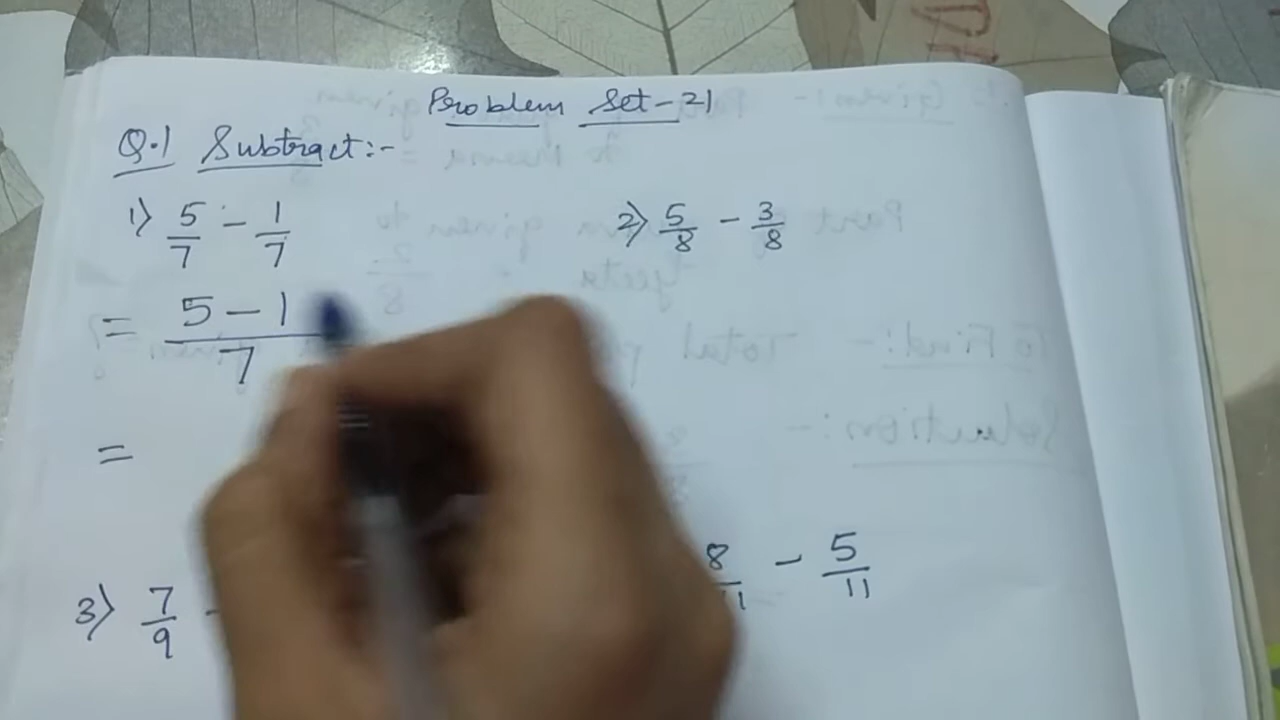 Problem Set-21
Q.1 Subtract:-
1) 5/7 - 1/7
2) 5/8 - 3/8
= 5-1/7
=
3) 7/9 -
8/11 - 5/11